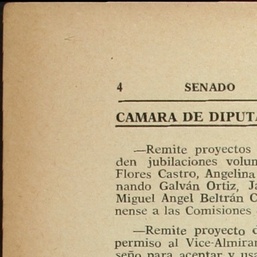 4 SENADO
CAMARA DE DIPUTA
—Remite proyectos
den jubilaciones volun
Flores Castro, Angelina
nando Galván Ortiz, Ja
Miguel Angel Beltrán C
nense a las Comisiones
—Remite proyecto d
permiso al Vice-Almiran
seño para aceptar y usa